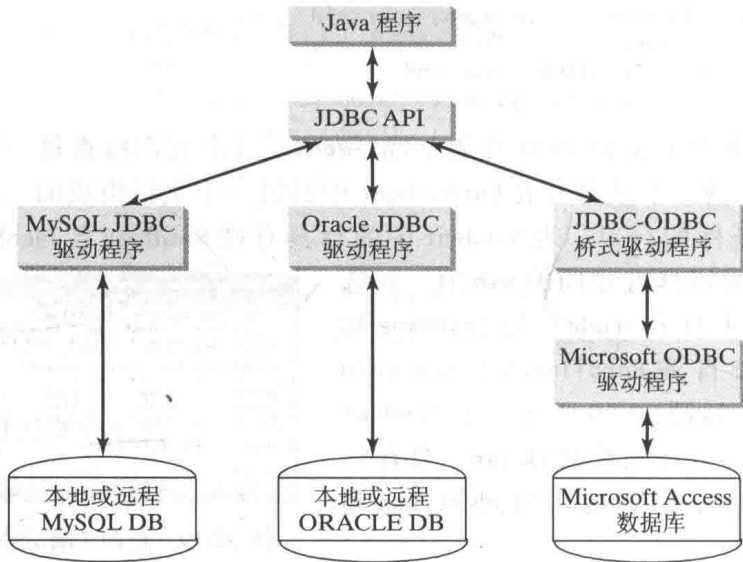 Java 程序
JDBC API
MySQL JDBC
驱动程序
Oracle JDBC
驱动程序
JDBC-ODBC
桥式驱动程序
Microsoft ODBC
驱动程序
本地或远程
MySQL DB
本地或远程
ORACLE DB
Microsoft Access
数据库